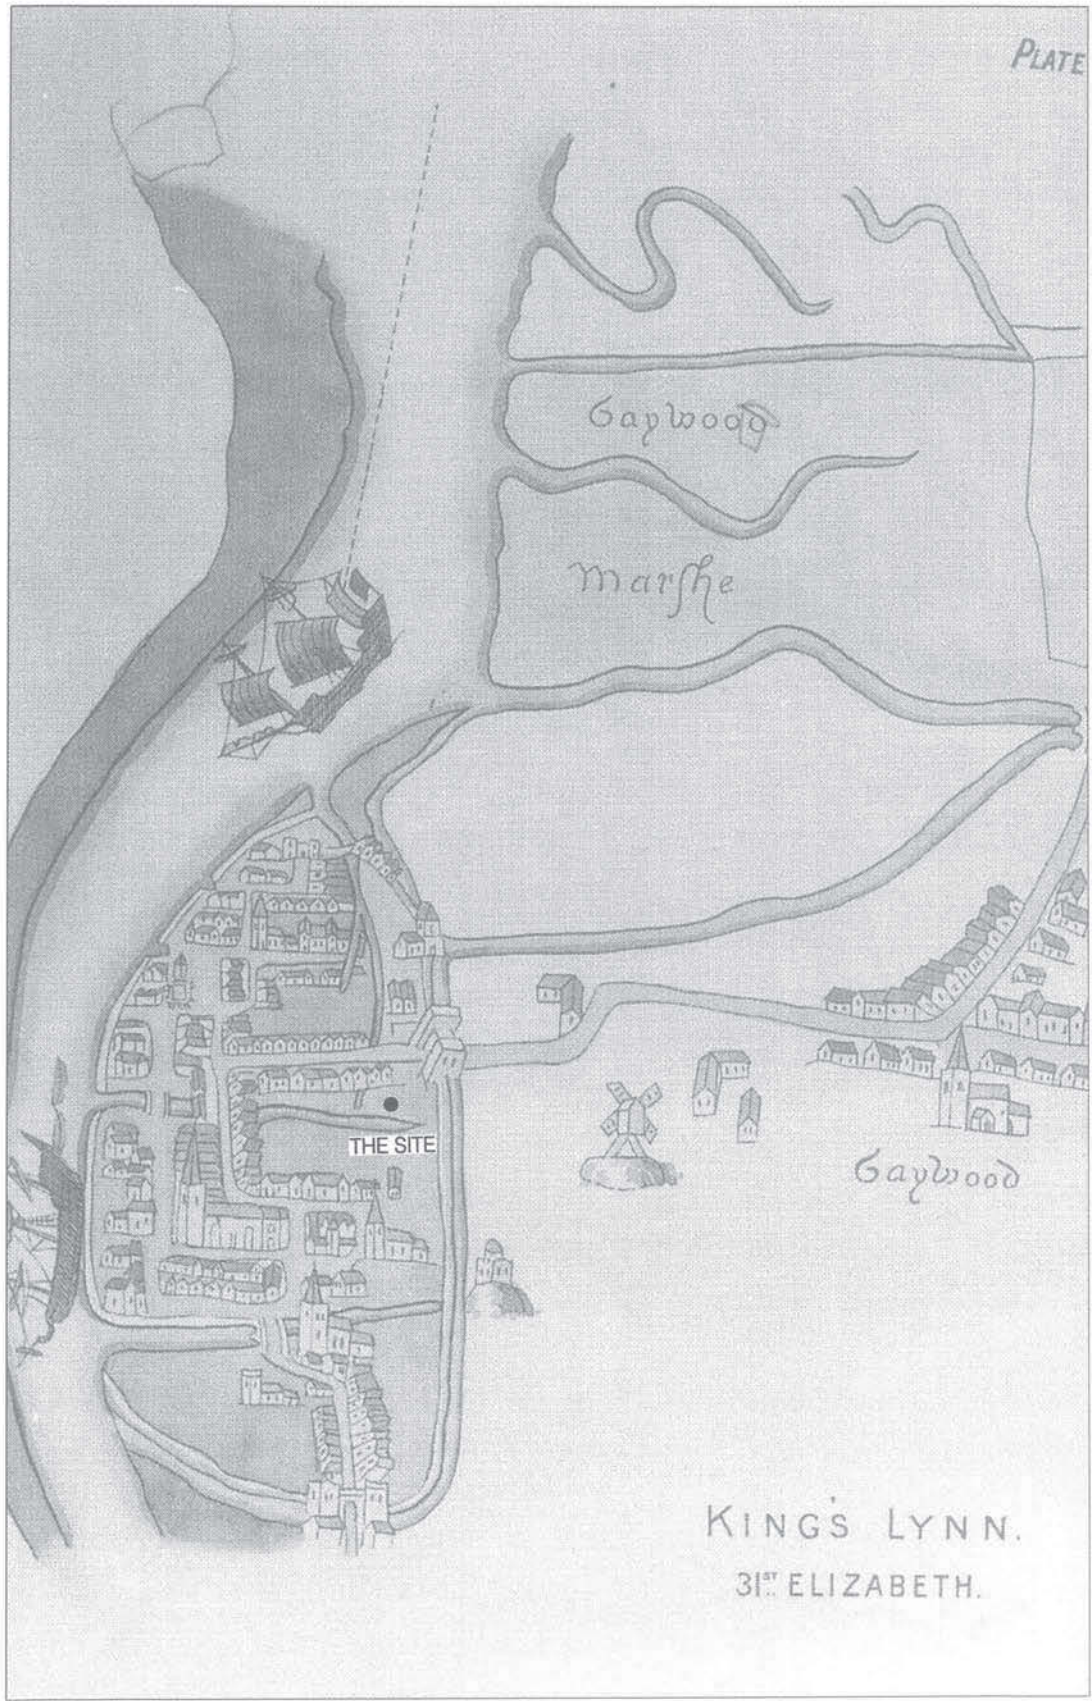 PLATE
Gaywood
Marſhe
THE SITE
Gaywood
KING'S LYNN.
31ST ELIZABETH.